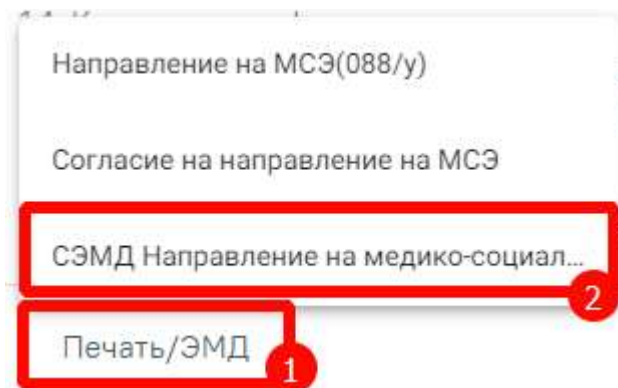 Направление на МСЭ(088/у)
Согласие на направление на МСЭ
СЭМД Направление на медико-социал...
2
Печать/ЭМД
1